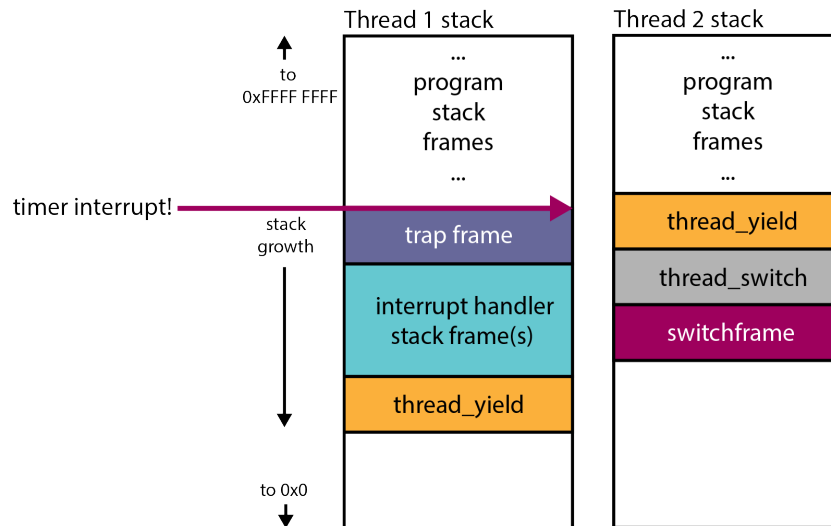 Thread 1 stack
Thread 2 stack
to
0xFFFF FFFF
...
program
stack
frames
...
...
program
stack
frames
...
timer interrupt!
stack
growth
trap frame
interrupt handler
stack frame(s)
thread_yield
thread_yield
thread_switch
switchframe
to 0x0